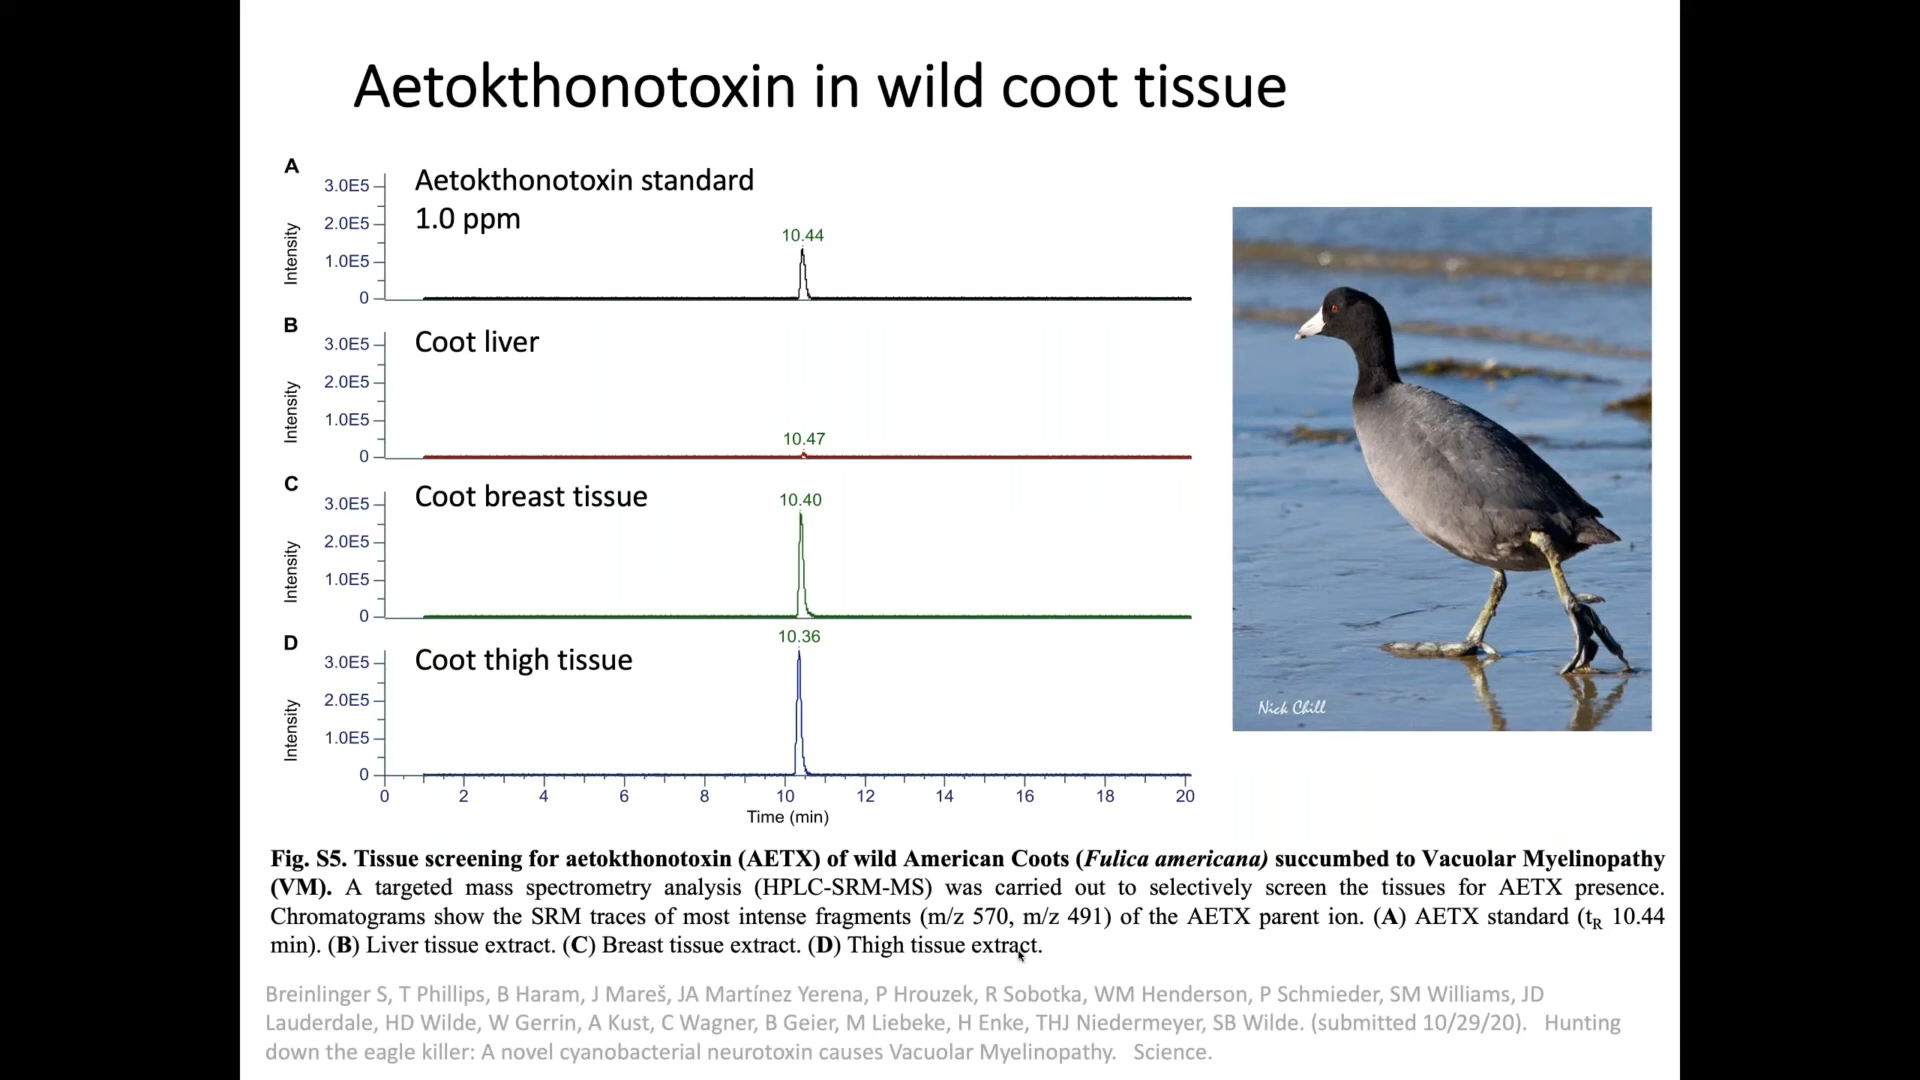 Aetokthonotoxin in wild coot tissue
A
Aetokthonotoxin standard
1.0 ppm
3.0E5
2.0E5
1.0E5
0
Intensity
10.44
B
Coot liver
3.0E5
2.0E5
1.0E5
0
Intensity
10.47
C
Coot breast tissue
3.0E5
2.0E5
1.0E5
0
Intensity
10.40
D
Coot thigh tissue
3.0E5
2.0E5
1.0E5
0
Intensity
10.36
0 2 4 6 8 10 12 14 16 18 20
Time (min)
Nick Chill
Fig. S5. Tissue screening for aetokthonotoxin (AETX) of wild American Coots (Fulica americana) succumbed to Vacuolar Myelinopathy
(VM). A targeted mass spectrometry analysis (HPLC-SRM-MS) was carried out to selectively screen the tissues for AETX presence.
Chromatograms show the SRM traces of most intense fragments (m/z 570, m/z 491) of the AETX parent ion. (A) AETX standard (tR 10.44
min). (B) Liver tissue extract. (C) Breast tissue extract. (D) Thigh tissue extract.
Breinlinger S, T Phillips, B Haram, J Mareš, JA Martínez Yerena, P Hrouzek, R Sobotka, WM Henderson, P Schmieder, SM Williams, JD
Lauderdale, HD Wilde, W Gerrin, A Kust, C Wagner, B Geier, M Liebeke, H Enke, THJ Niedermeyer, SB Wilde. (submitted 10/29/20). Hunting
down the eagle killer: A novel cyanobacterial neurotoxin causes Vacuolar Myelinopathy. Science.